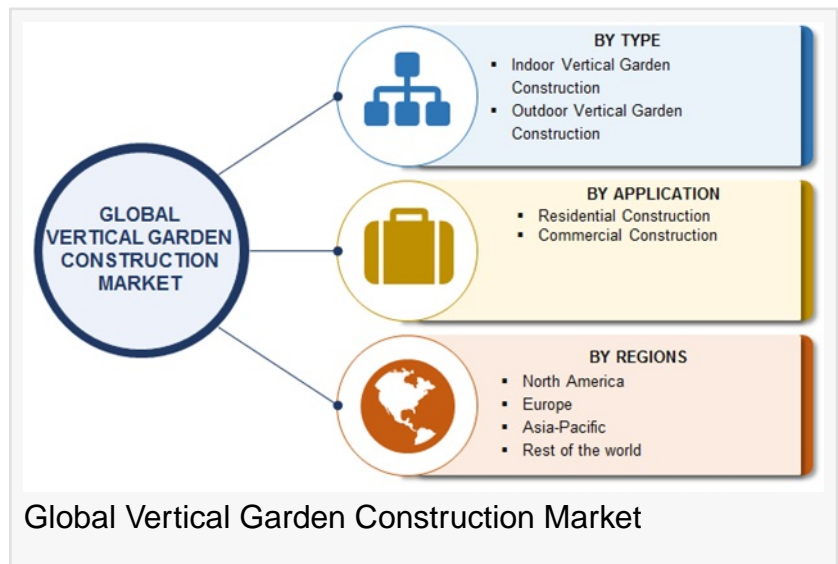 GLOBAL
VERTICAL GARDEN
CONSTRUCTION
MARKET
BY TYPE
▪ Indoor Vertical Garden
Construction
▪ Outdoor Vertical Garden
Construction
BY APPLICATION
▪ Residential Construction
▪ Commercial Construction
BY REGIONS
▪ North America
▪ Europe
▪ Asia-Pacific
▪ Rest of the world
Global Vertical Garden Construction Market